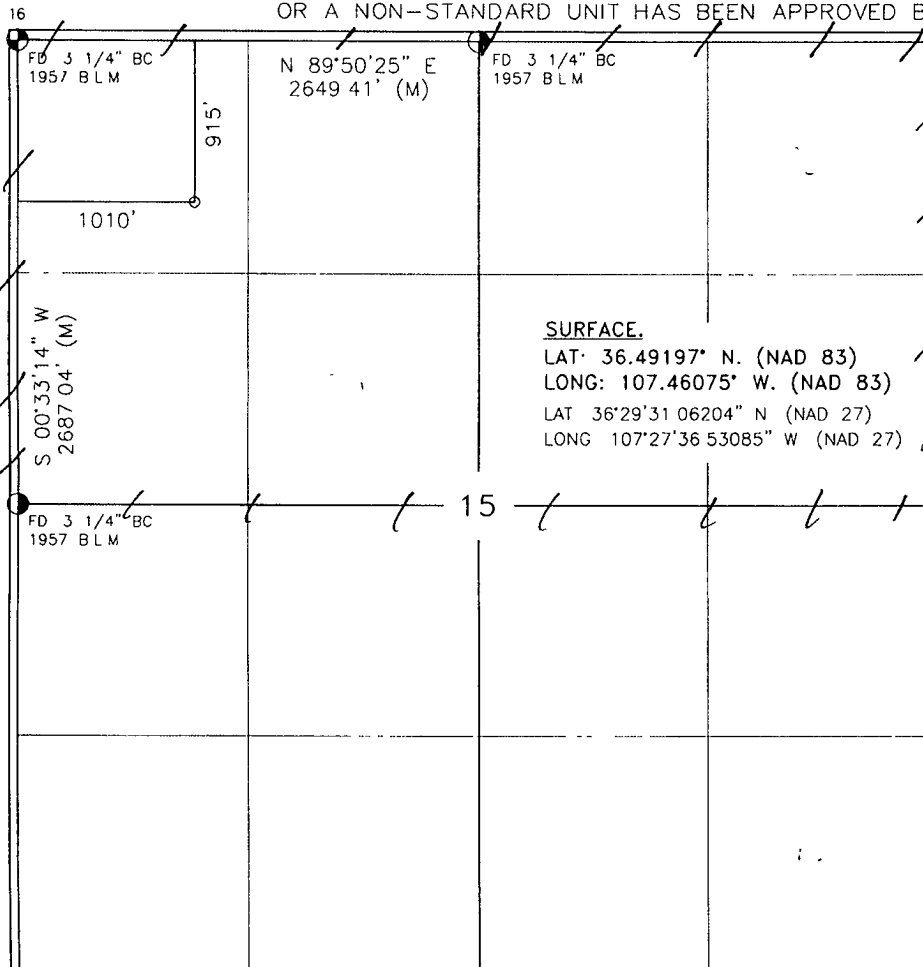 16
OR A NON-STANDARD UNIT HAS BEEN APPROVED B
FD 3 1/4" BC
1957 B L M
N 89°50'25" E
2649 41' (M)
FD 3 1/4" BC
1957 B L M
915'
1010'
S 00°33'14" W
2687 04' (M)
SURFACE.
LAT· 36.49197° N. (NAD 83)
LONG: 107.46075° W. (NAD 83)
LAT 36°29'31 06204" N (NAD 27)
LONG 107°27'36 53085" W (NAD 27)
15
FD 3 1/4" BC
1957 B L M